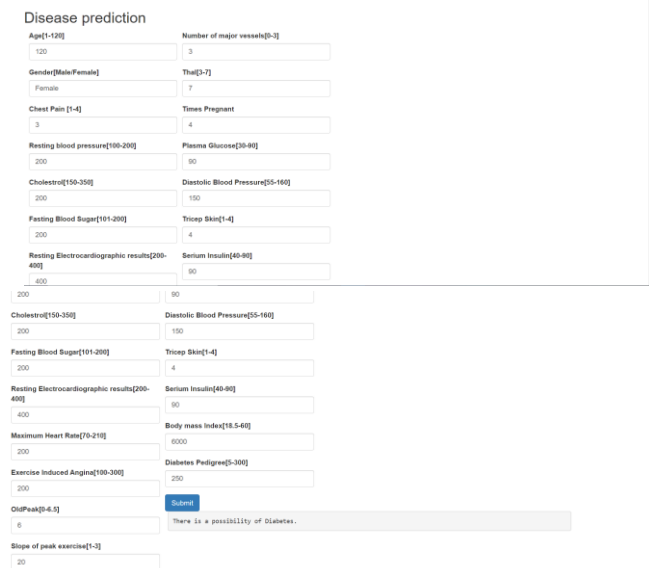 Disease prediction
Age[1-120]
120
Number of major vessels[0-3]
3
Gender[Male/Female]
Female
Thal[3-7]
7
Chest Pain [1-4]
3
Times Pregnant
4
Resting blood pressure[100-200]
200
Plasma Glucose[30-90]
90
Cholestrol[150-350]
200
Diastolic Blood Pressure[55-160]
150
Fasting Blood Sugar[101-200]
200
Tricep Skin[1-4]
4
Resting Electrocardiographic results[200-
400]
400
Serium Insulin[40-90]
90
200
90
Cholestrol[150-350]
200
Diastolic Blood Pressure[55-160]
150
Fasting Blood Sugar[101-200]
200
Tricep Skin[1-4]
4
Resting Electrocardiographic results[200-
400]
400
Serium Insulin[40-90]
90
Maximum Heart Rate[70-210]
200
Body mass Index[18.5-60]
6000
Exercise Induced Angina[100-300]
200
Diabetes Pedigree[5-300]
250
OldPeak[0-6.5]
6
Submit
There is a possibility of Diabetes.
Slope of peak exercise[1-3]
20